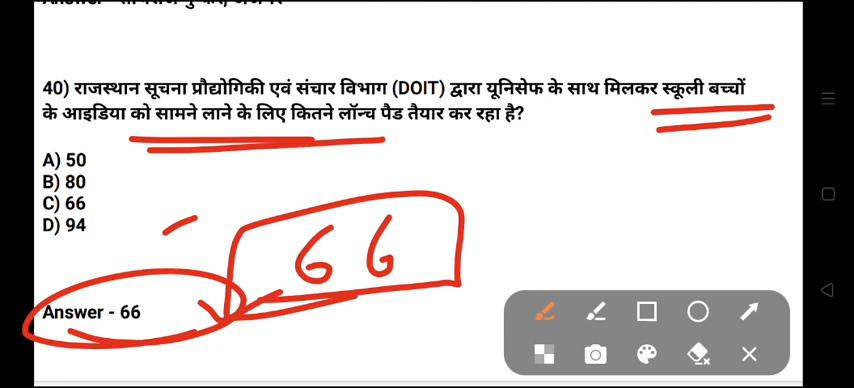 40) राजस्थान सूचना प्रौद्योगिकी एवं संचार विभाग (DOIT) द्वारा यूनिसेफ के साथ मिलकर स्कूली बच्चों
के आइडिया को सामने लाने के लिए कितने लॉन्च पैड तैयार कर रहा है?
A) 50
B) 80
C) 66
D) 94
66
Answer - 66